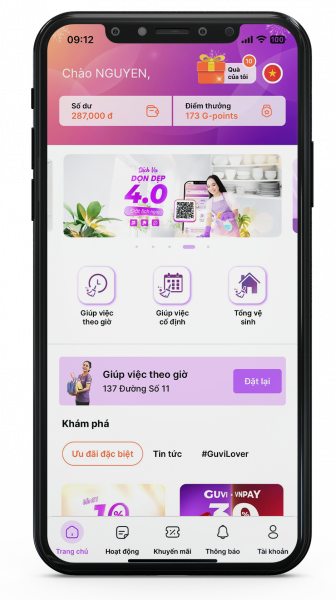 09:12
100
Chào NGUYEN,
10
Quà
của tôi
Số dư
287,000 đ
Điểm thưởng
173 G-points
Dịch Vụ
DỌN DẸP
4.0
Giúp việc
theo giờ
Giúp việc
cố định
Tổng vệ
sinh
Giúp việc theo giờ
137 Đường Số 11
Đặt lại
Khám phá
Ưu đãi đặc biệt
Tin tức
#GuviLover
10%
GUVI
VNPAY
30%
Trang chủ
Hoạt động
Khuyến mãi
Thông báo
Tài khoản